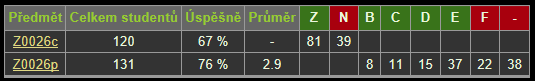 Předmět Celkem studentů Úspěšně Průměr Z N B C D E F -
Z0026c 120 67 % - 81 39
Z0026p 131 76 % 2.9 8 11 15 37 22 38